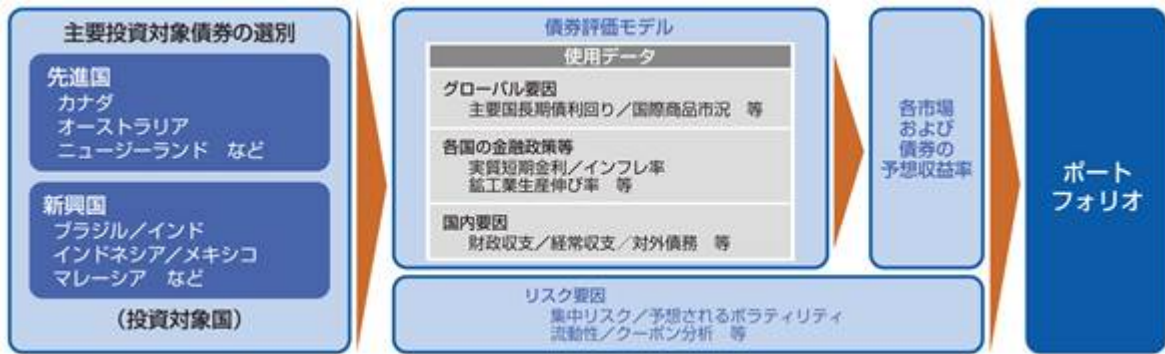 主要投資対象債券の選別
先進国
カナダ
オーストラリア
ニュージーランド など
新興国
ブラジル／インド
インドネシア／メキシコ
マレーシア など
(投資対象国)
債券評価モデル
使用データ
グローバル要因
主要国長期債利回り／国際商品市況 等
各国の金融政策等
実質短期金利／インフレ率
鉱工業生産伸び率 等
国内要因
財政収支／経常収支／対外債務 等
リスク要因
集中リスク／予想されるボラティリティ
流動性／クーポン分析 等
各市場
および
債券の
予想収益率
ポート
フォリオ